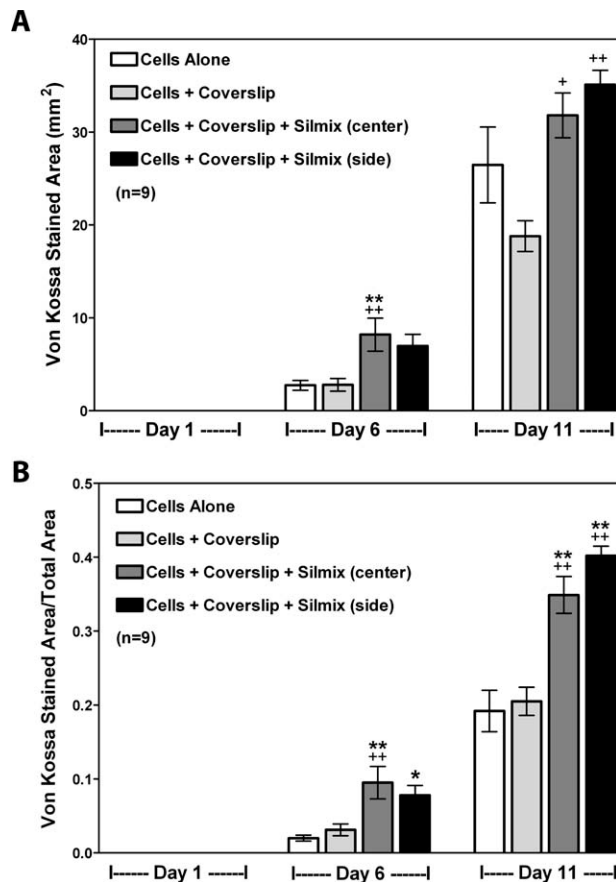 A
Von Kossa Stained Area (mm²)
40
30
20
10
0
Cells Alone
Cells + Coverslip
Cells + Coverslip + Silmix (center)
Cells + Coverslip + Silmix (side)
(n=9)
**
++
+
++
I------ Day 1 ------I I------ Day 6 ------I I----- Day 11 -----I
B
Von Kossa Stained Area/Total Area
0.5
0.4
0.3
0.2
0.1
0.0
Cells Alone
Cells + Coverslip
Cells + Coverslip + Silmix (center)
Cells + Coverslip + Silmix (side)
(n=9)
**
++
*
**
++
**
++
I------ Day 1 ------I I------ Day 6 ------I I----- Day 11 -----I